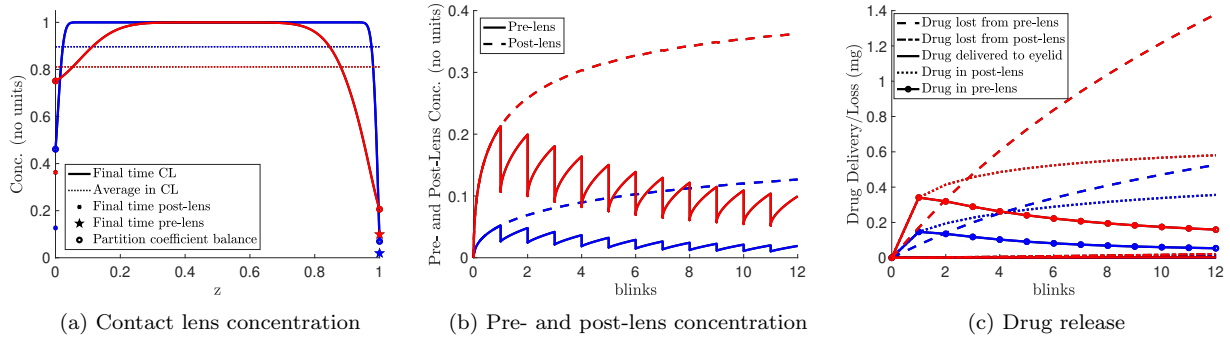 1
0.8
0.6
0.4
0.2
0
0
0.2
0.4
0.6
0.8
1
Conc. (no units)
z
Final time CL
Average in CL
Final time post-lens
Final time pre-lens
Partition coefficient balance
(a) Contact lens concentration
0.4
0.3
0.2
0.1
0
0
2
4
6
8
10
12
Pre- and Post-Lens Conc. (no units)
blinks
Pre-lens
Post-lens
(b) Pre- and post-lens concentration
1.4
1.2
1
0.8
0.6
0.4
0.2
0
0
2
4
6
8
10
12
Drug Delivery/Loss (mg)
blinks
Drug lost from pre-lens
Drug lost from post-lens
Drug delivered to eyelid
Drug in post-lens
Drug in pre-lens
(c) Drug release